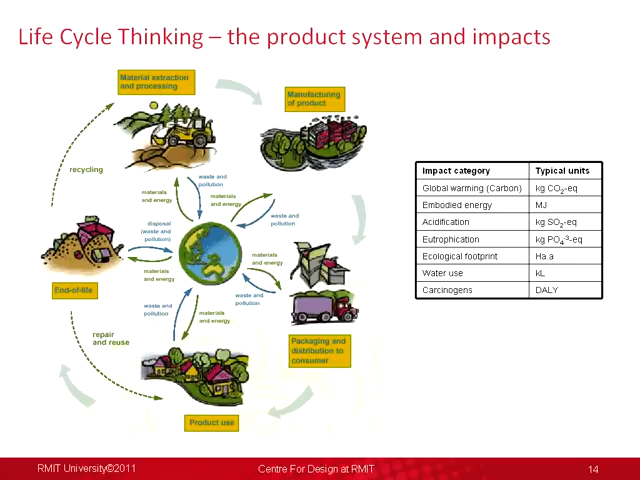 Life Cycle Thinking – the product system and impacts
Material extraction
and processing
Manufacturing
of product
recycling
waste and
pollution
materials
and energy
materials
and energy
waste and
pollution
disposal
(waste and
pollution)
materials
and energy
materials
and energy
waste and
pollution
End-of-life
waste and
pollution
materials
and energy
repair
and reuse
Packaging and
distribution to
consumer
Product use
Impact category Typical units
Global warming (Carbon) kg CO₂-eq
Embodied energy MJ
Acidification kg SO₂-eq
Eutrophication kg PO₄⁻³-eq
Ecological footprint Ha.a
Water use kL
Carcinogens DALY
RMIT University©2011 Centre For Design at RMIT 14